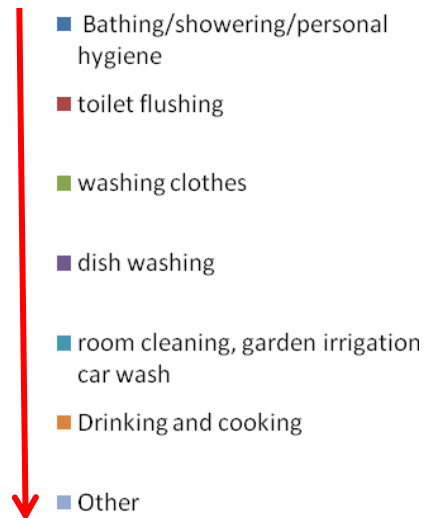 Bathing/showering/personal
hygiene
toilet flushing
washing clothes
dish washing
room cleaning, garden irrigation
car wash
Drinking and cooking
Other